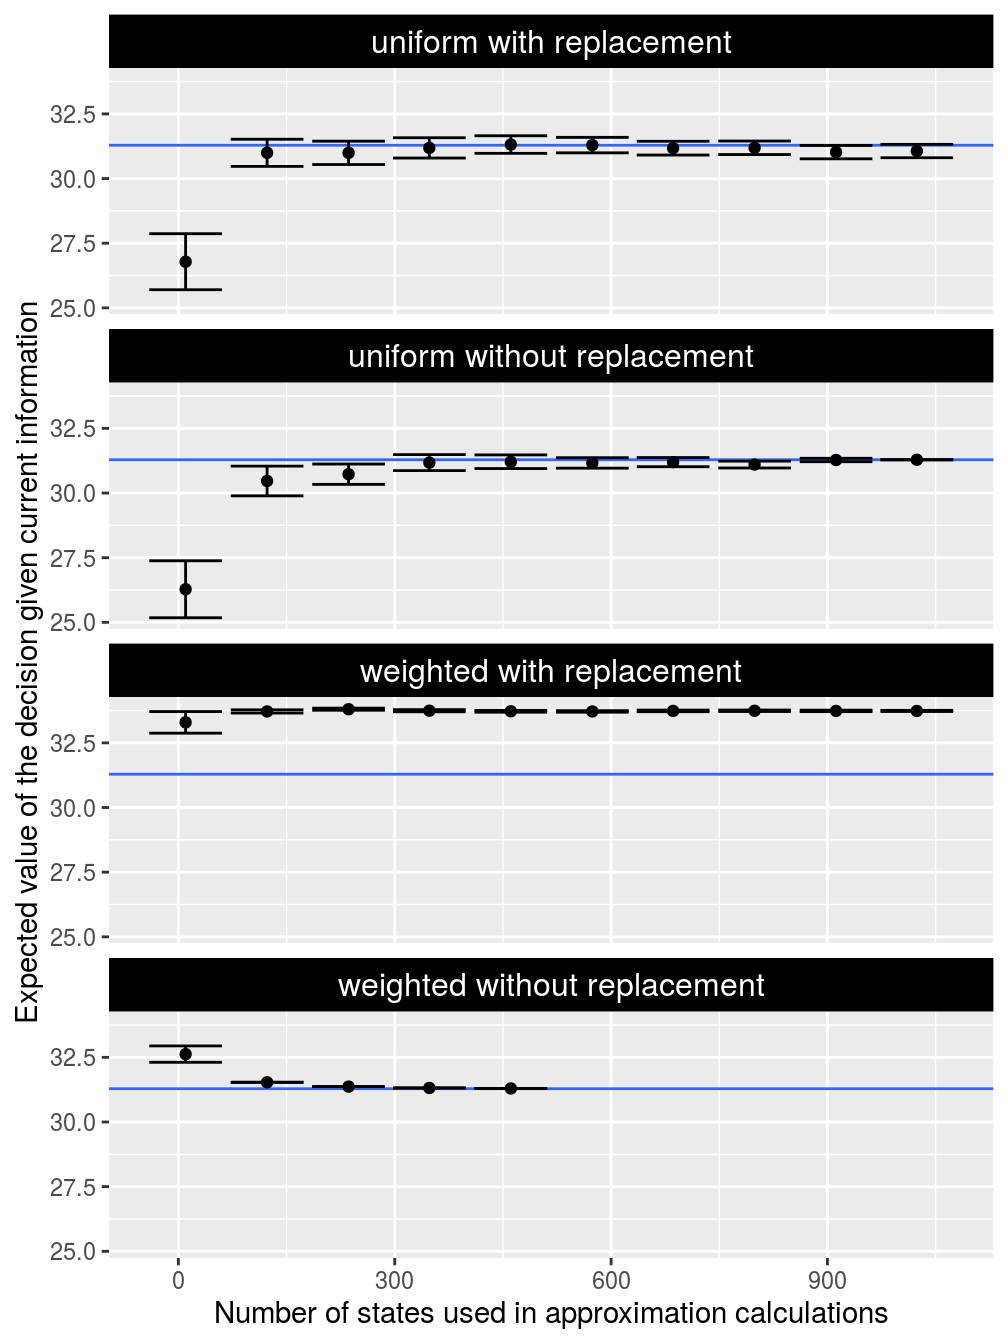 uniform with replacement
32.5
30.0
27.5
25.0
uniform without replacement
32.5
30.0
27.5
25.0
weighted with replacement
32.5
30.0
27.5
25.0
weighted without replacement
32.5
30.0
27.5
25.0
0 300 600 900
Number of states used in approximation calculations
Expected value of the decision given current information